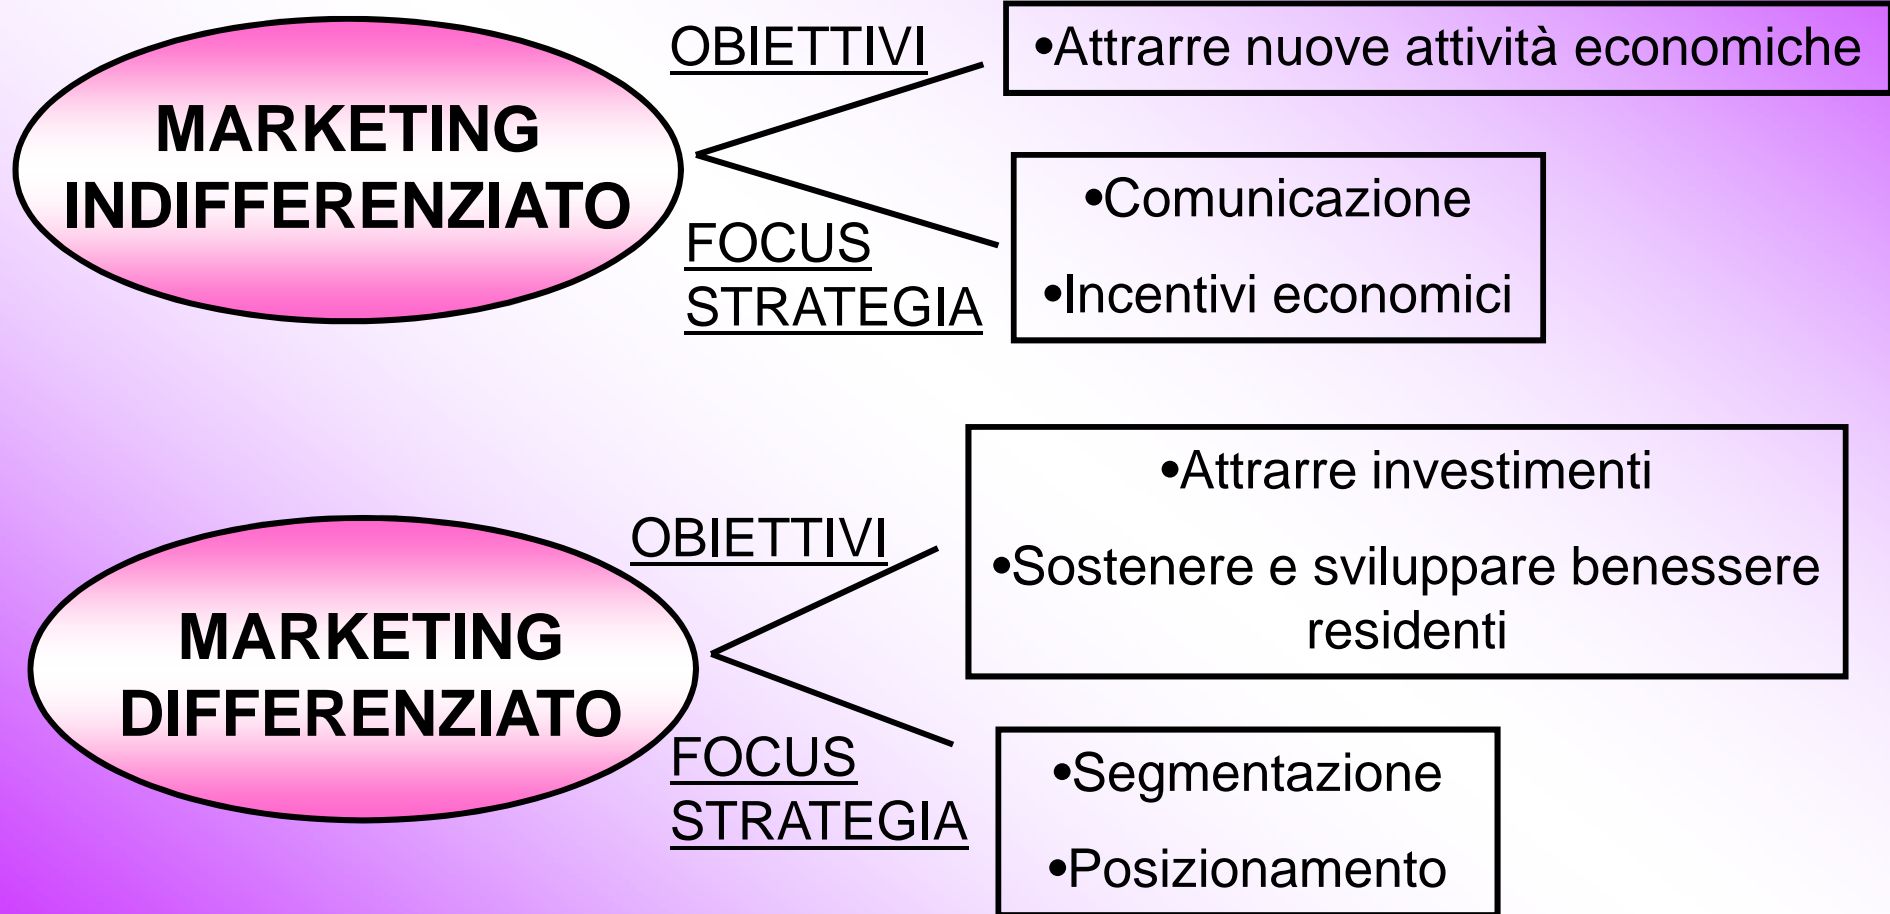 MARKETING
INDIFFERENZIATO
OBIETTIVI
•Attrarre nuove attività economiche
FOCUS
STRATEGIA
•Comunicazione
•Incentivi economici
MARKETING
DIFFERENZIATO
OBIETTIVI
•Attrarre investimenti
•Sostenere e sviluppare benessere
residenti
FOCUS
STRATEGIA
•Segmentazione
•Posizionamento